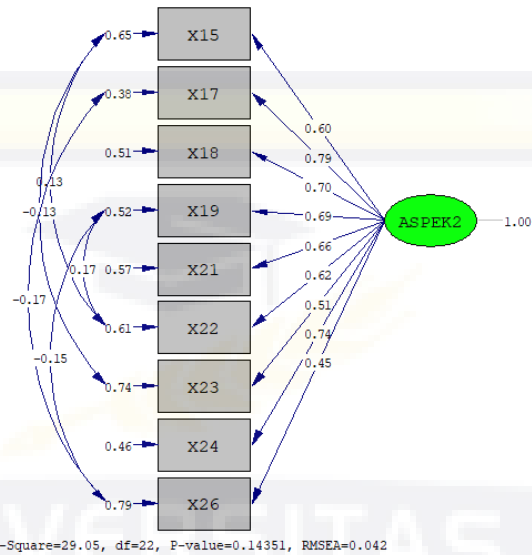 0.65 X15
0.38 X17
0.51 X18
0.52 X19
0.57 X21
0.61 X22
0.74 X23
0.46 X24
0.79 X26
0.60
0.79
0.70
0.69
0.66
0.62
0.51
0.74
0.45
ASPEK2 1.00
0.13
-0.13
0.17
-0.17
-0.15
-Square=29.05, df=22, P-value=0.14351, RMSEA=0.042